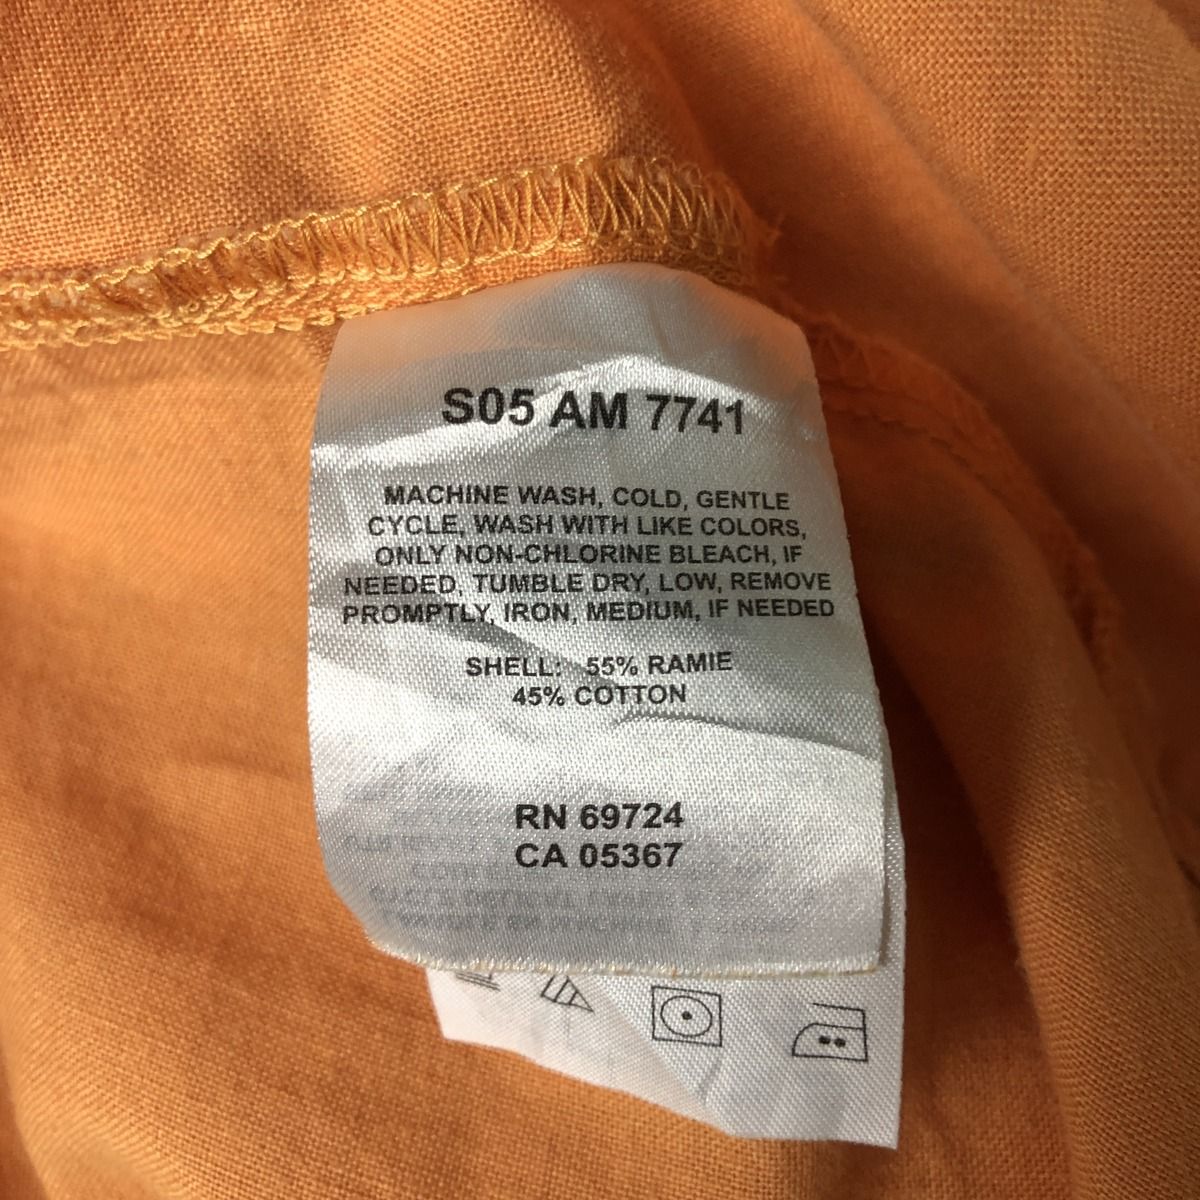 S05 AM 7741
MACHINE WASH, COLD, GENTLE
CYCLE, WASH WITH LIKE COLORS,
ONLY NON-CHLORINE BLEACH, IF
NEEDED, TUMBLE DRY, LOW, REMOVE
PROMPTLY, IRON, MEDIUM, IF NEEDED
SHELL: 55% RAMIE
45% COTTON
RN 69724
CA 05367